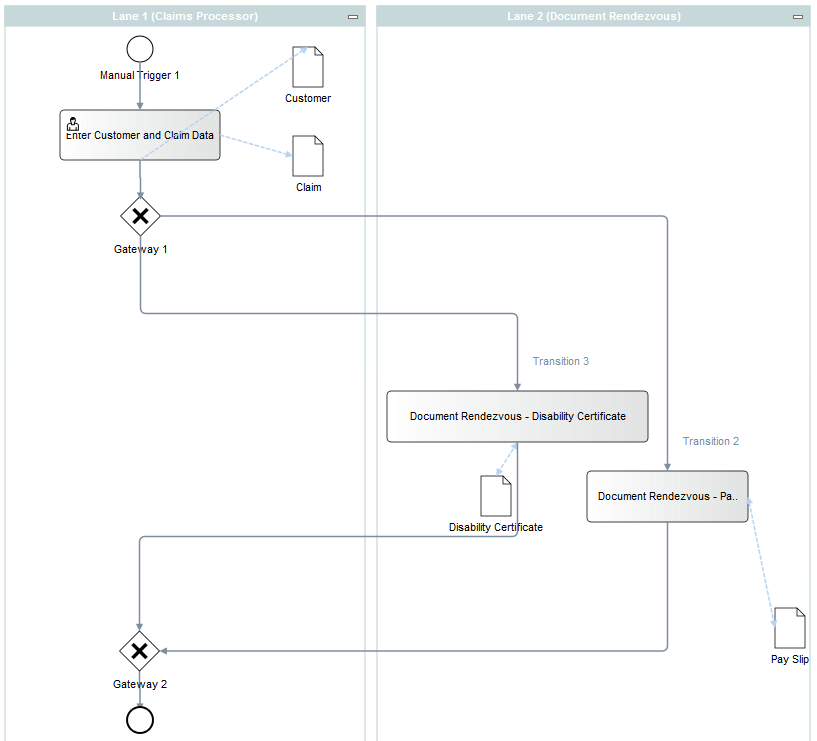 Lane 1 (Claims Processor)
Lane 2 (Document Rendezvous)
Manual Trigger 1
Customer
Enter Customer and Claim Data
Claim
Gateway 1
Transition 3
Document Rendezvous - Disability Certificate
Transition 2
Document Rendezvous - Pa..
Disability Certificate
Pay Slip
Gateway 2